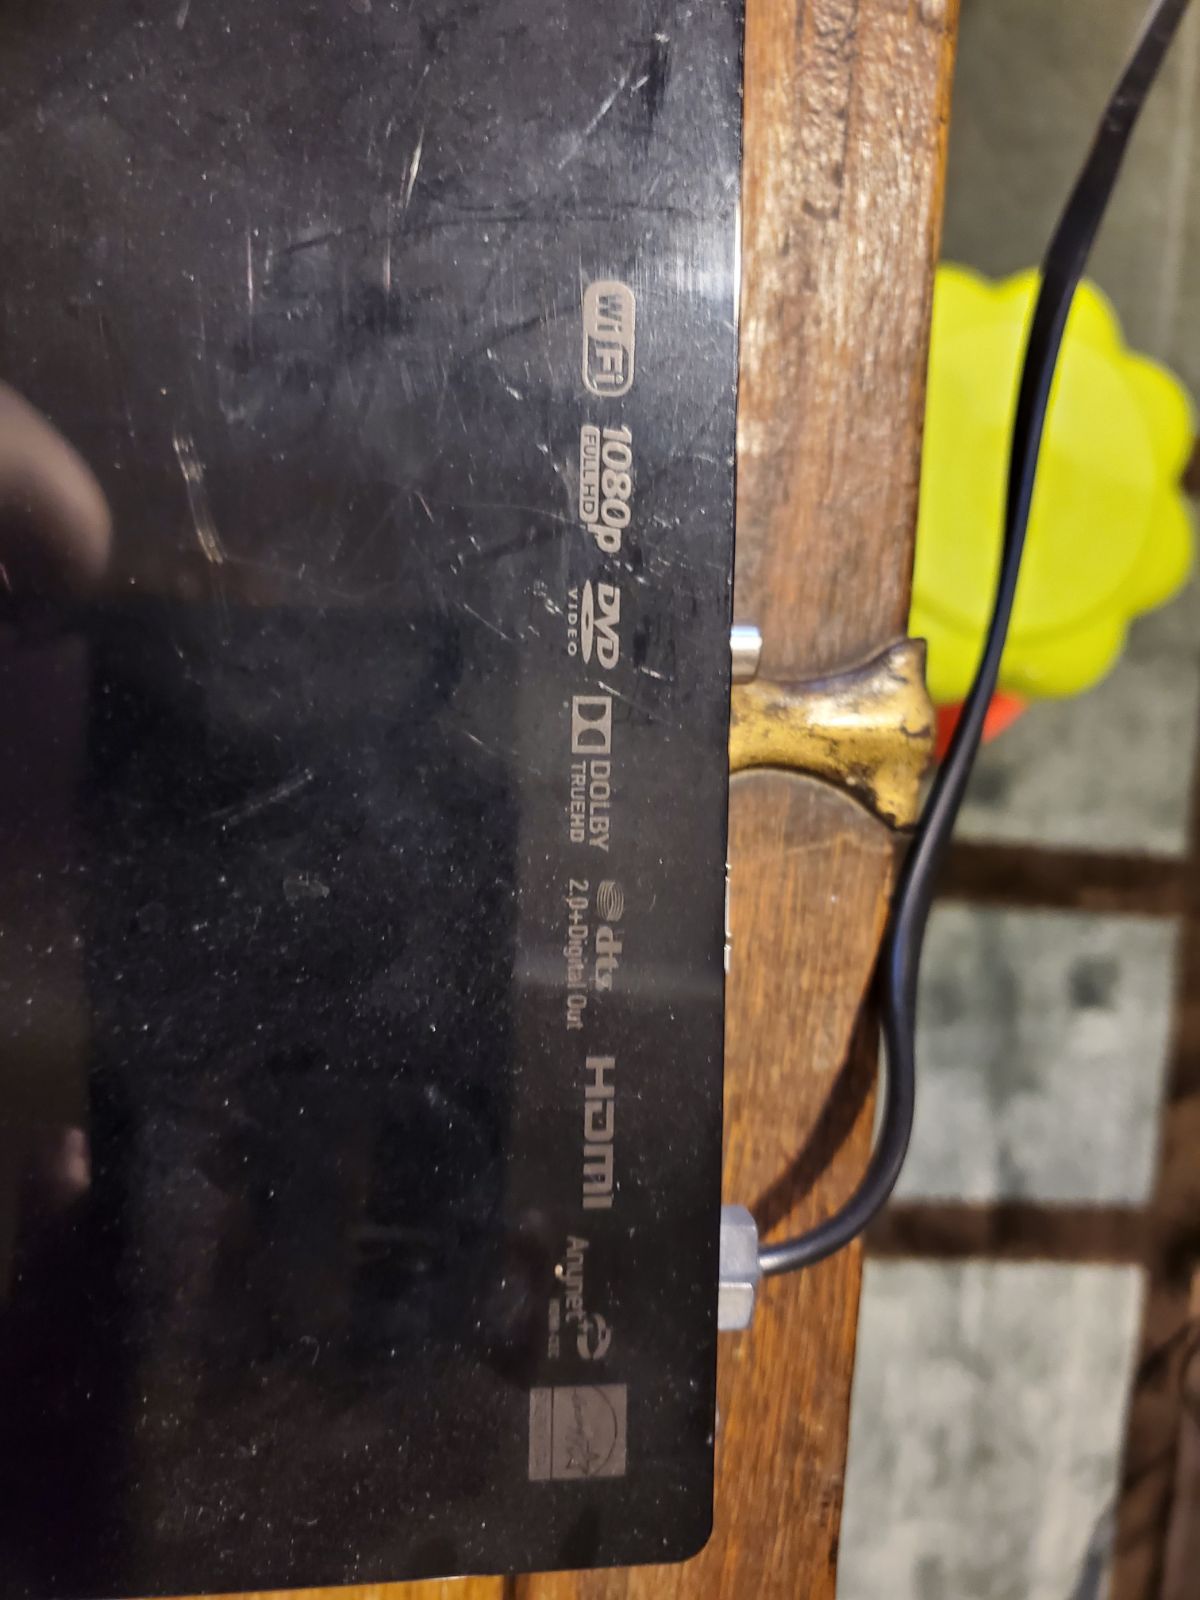 WiFi
1080p
FULL HD
DVD
VIDEO
DOLBY
TRUEHD
dts
2.0+Digital Out
HDMI
Anynet+